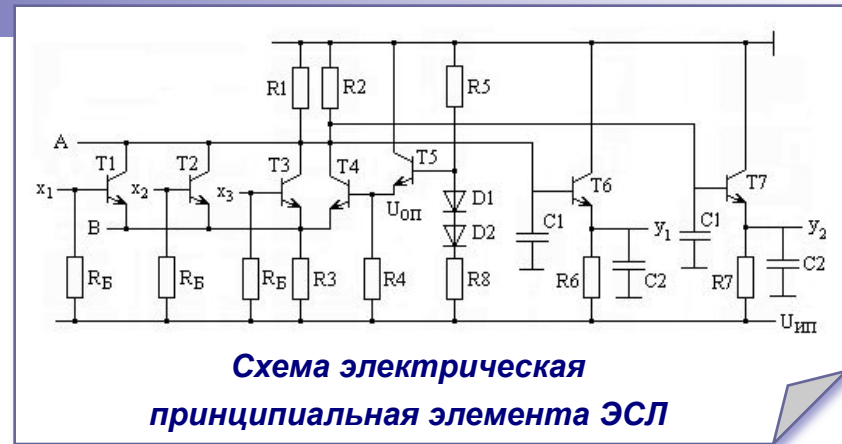 R1 R2 R5
A
T1 T2 T3 T4 T5 T6 T7
x1 x2 x3
Uоп D1 C1 C1
B D2 y1 y2
RБ RБ RБ R3 R4 R8 R6 C2 R7 C2
Uип
Схема электрическая
принципиальная элемента ЭСЛ